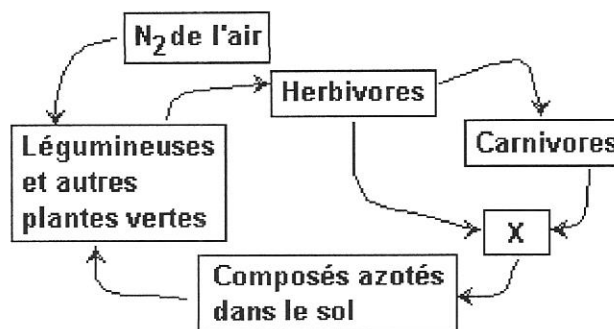 N₂ de l'air
Herbivores
Carnivores
Légumineuses
et autres
plantes vertes
X
Composés azotés
dans le sol